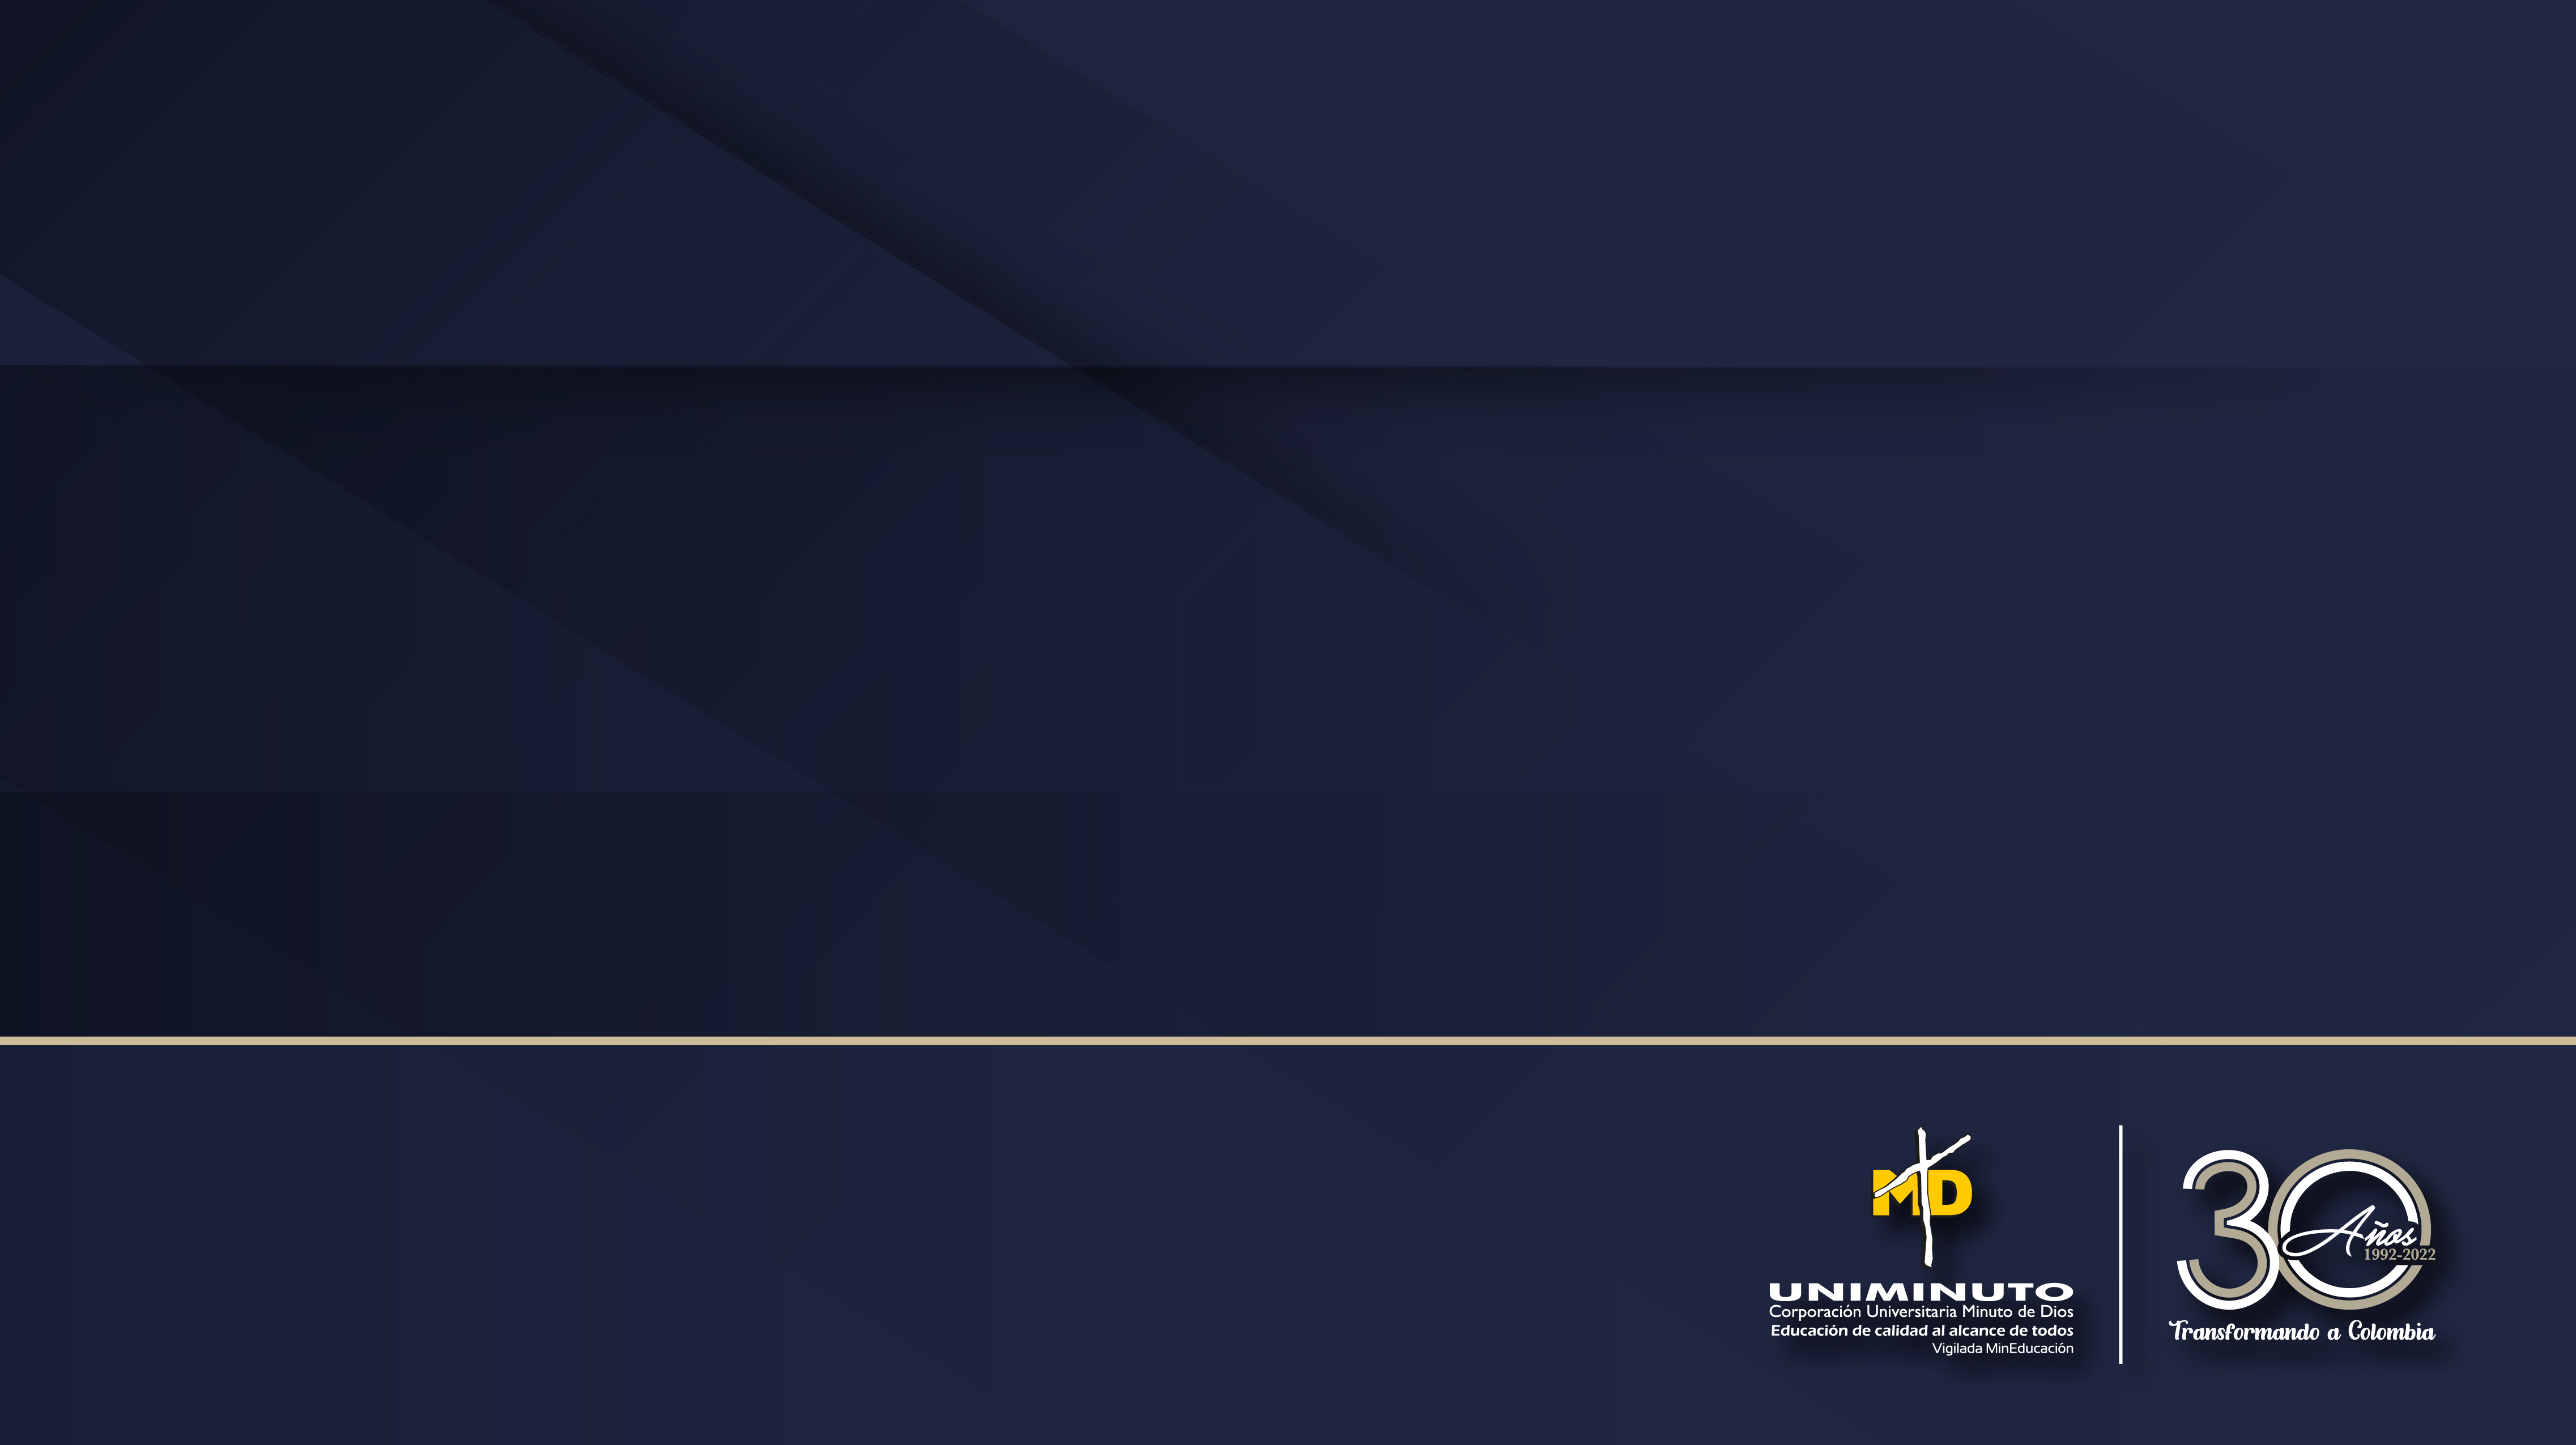 MD
UNIMINUTO
Corporación Universitaria Minuto de Dios
Educación de calidad al alcance de todos
Vigilada MinEducación
30
Años
1992-2022
Transformando a Colombia